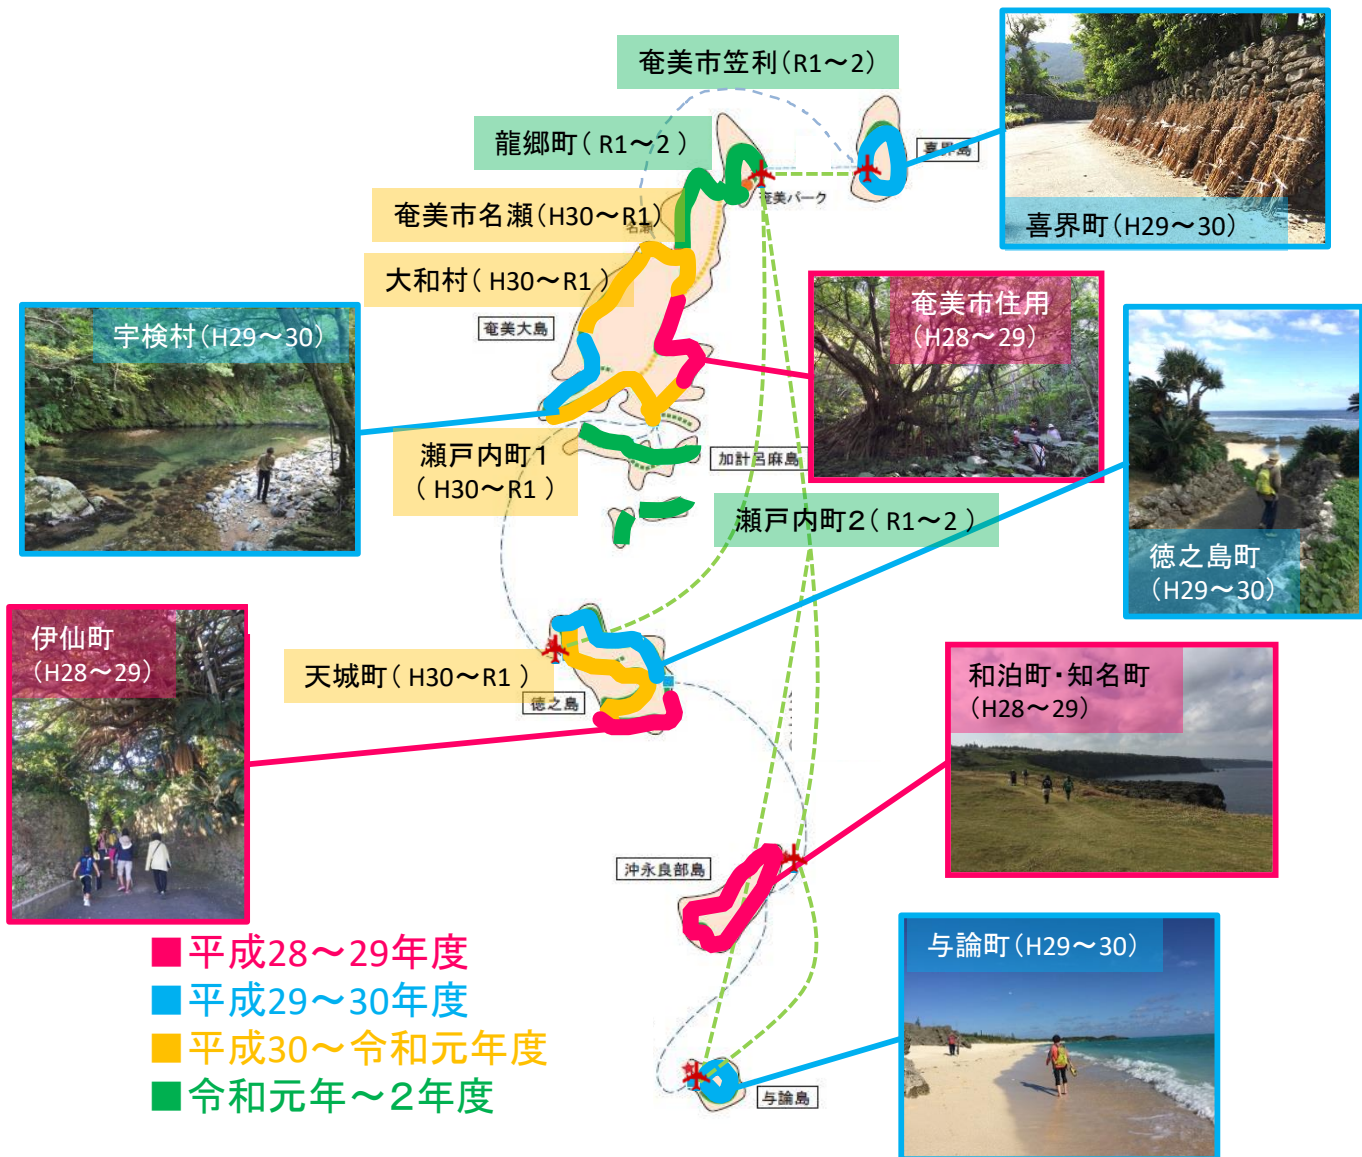 奄美市笠利(R1～2)
龍郷町( R1～2 )
喜界島
奄美パーク
喜界町(H29～30)
奄美市名瀬(H30～R1)
名瀬
大和村( H30～R1 )
奄美市住用
(H28～29)
宇検村(H29～30)
奄美大島
瀬戸内町1
( H30～R1 )
加計呂麻島
瀬戸内町2( R1～2 )
徳之島町
(H29～30)
伊仙町
(H28～29)
天城町( H30～R1 )
徳之島
和泊町・知名町
(H28～29)
沖永良部島
■平成28～29年度
■平成29～30年度
■平成30～令和元年度
■令和元年～2年度
与論町(H29～30)
与論島